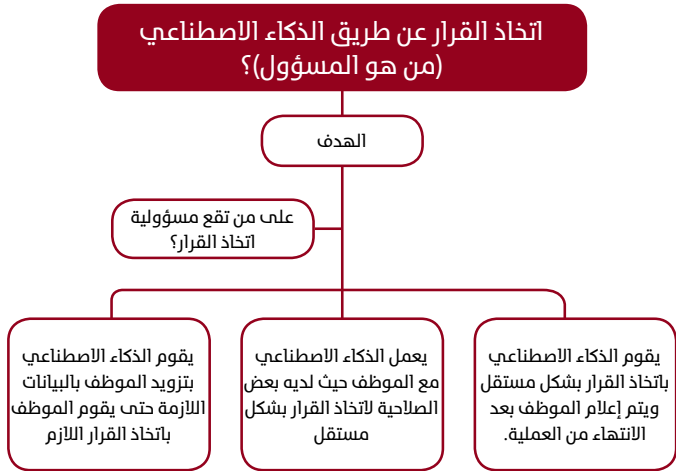 اتخاذ القرار عن طريق الذكاء الاصطناعي
(من هو المسؤول)؟
الهدف
على من تقع مسؤولية
اتخاذ القرار؟
يقوم الذكاء الاصطناعي
باتخاذ القرار بشكل مستقل
ويتم إعلام الموظف بعد
الانتهاء من العملية.
يعمل الذكاء الاصطناعي
مع الموظف حيث لديه بعض
الصلاحية لاتخاذ القرار بشكل
مستقل
يقوم الذكاء الاصطناعي
بتزويد الموظف بالبيانات
اللازمة حتى يقوم الموظف
باتخاذ القرار اللازم